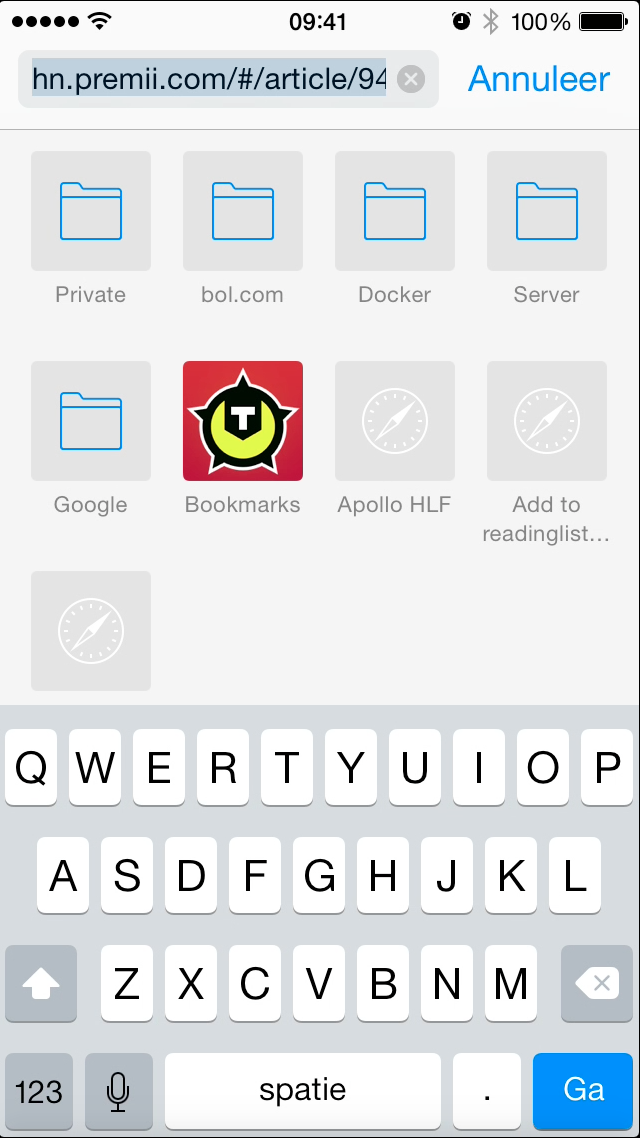 09:41 100%
hn.premii.com/#/article/94 Annuleer
Private bol.com Docker Server
T
Google Bookmarks Apollo HLF Add to
readinglist...
Q W E R T Y U I O P
A S D F G H J K L
Z X C V B N M
123 spatie . Ga